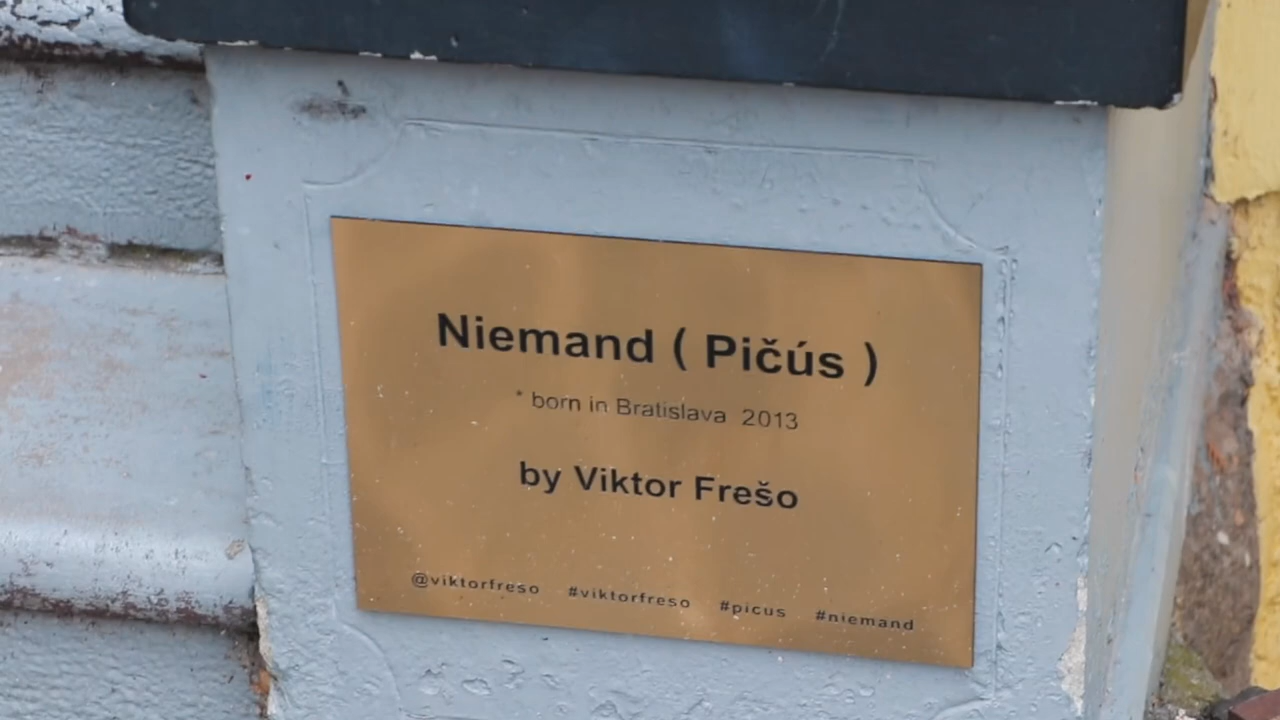 Niemand ( Pičús )
* born in Bratislava 2013
by Viktor Frešo
@viktorfreso #viktorfreso #picus #niemand